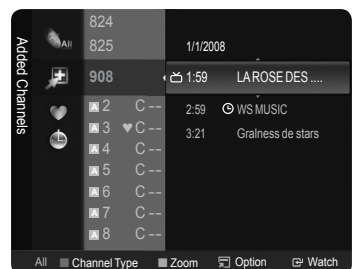 Added Channels
All
824
825
908
A 2 C --
A 3 ♥ C --
A 4 C --
A 5 C --
A 6 C --
A 7 C --
A 8 C --
1/1/2008
1:59 LA ROSE DES ....
2:59 WS MUSIC
3:21 Gralness de stars
All Channel Type Zoom Option Watch